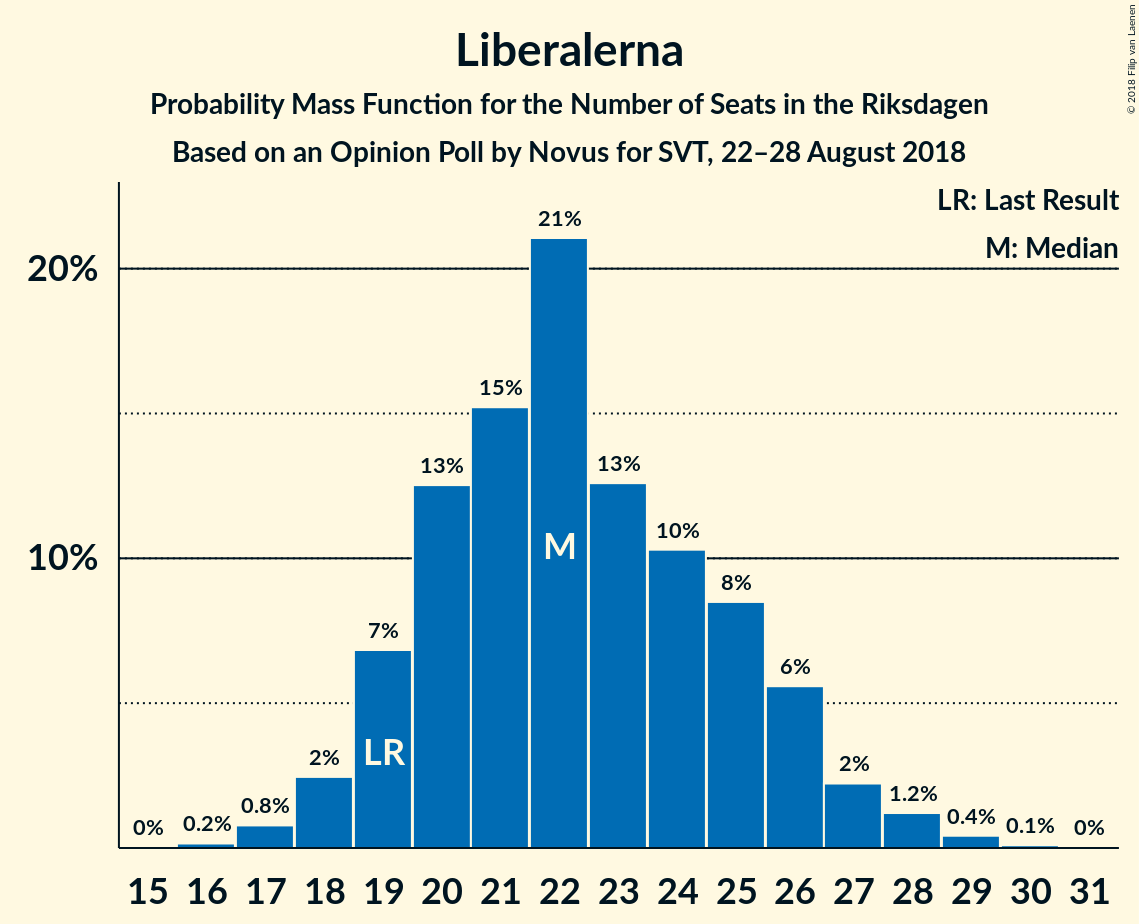 Liberalerna
Probability Mass Function for the Number of Seats in the Riksdagen
Based on an Opinion Poll by Novus for SVT, 22–28 August 2018
© 2018 Filip van Laenen
LR: Last Result
M: Median
20%
10%
0%
0.2%
0.8%
2%
7%
13%
15%
21%
13%
10%
8%
6%
2%
1.2%
0.4%
0.1%
0%
LR
M
15 16 17 18 19 20 21 22 23 24 25 26 27 28 29 30 31